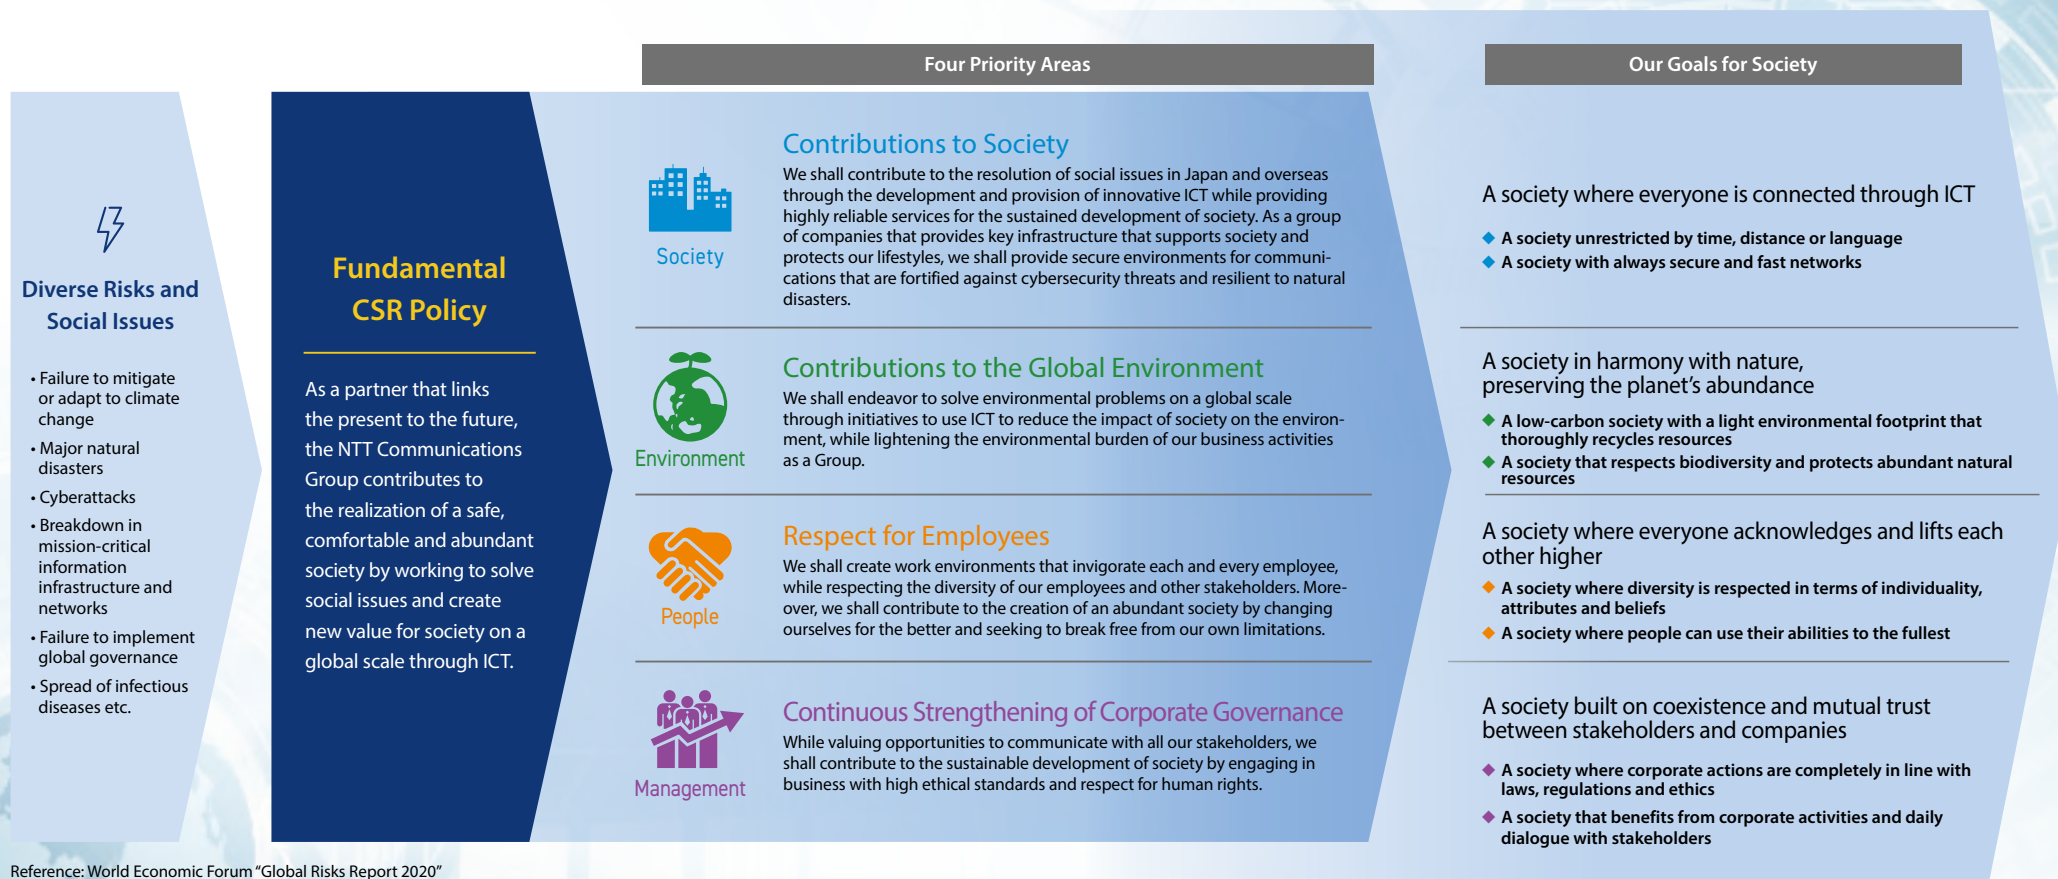 Four Priority Areas
Our Goals for Society
Diverse Risks and
Social Issues
• Failure to mitigate
or adapt to climate
change
• Major natural
disasters
• Cyberattacks
• Breakdown in
mission-critical
information
infrastructure and
networks
• Failure to implement
global governance
• Spread of infectious
diseases etc.
Fundamental
CSR Policy
As a partner that links
the present to the future,
the NTT Communications
Group contributes to
the realization of a safe,
comfortable and abundant
society by working to solve
social issues and create
new value for society on a
global scale through ICT.
Society
Contributions to Society
We shall contribute to the resolution of social issues in Japan and overseas
through the development and provision of innovative ICT while providing
highly reliable services for the sustained development of society. As a group
of companies that provides key infrastructure that supports society and
protects our lifestyles, we shall provide secure environments for communi-
cations that are fortified against cybersecurity threats and resilient to natural
disasters.
A society where everyone is connected through ICT
◆ A society unrestricted by time, distance or language
◆ A society with always secure and fast networks
Environment
Contributions to the Global Environment
We shall endeavor to solve environmental problems on a global scale
through initiatives to use ICT to reduce the impact of society on the environ-
ment, while lightening the environmental burden of our business activities
as a Group.
A society in harmony with nature,
preserving the planet's abundance
◆ A low-carbon society with a light environmental footprint that
thoroughly recycles resources
◆ A society that respects biodiversity and protects abundant natural
resources
People
Respect for Employees
We shall create work environments that invigorate each and every employee,
while respecting the diversity of our employees and other stakeholders. More-
over, we shall contribute to the creation of an abundant society by changing
ourselves for the better and seeking to break free from our own limitations.
A society where everyone acknowledges and lifts each
other higher
◆ A society where diversity is respected in terms of individuality,
attributes and beliefs
◆ A society where people can use their abilities to the fullest
Management
Continuous Strengthening of Corporate Governance
While valuing opportunities to communicate with all our stakeholders, we
shall contribute to the sustainable development of society by engaging in
business with high ethical standards and respect for human rights.
A society built on coexistence and mutual trust
between stakeholders and companies
◆ A society where corporate actions are completely in line with
laws, regulations and ethics
◆ A society that benefits from corporate activities and daily
dialogue with stakeholders
Reference: World Economic Forum "Global Risks Report 2020"